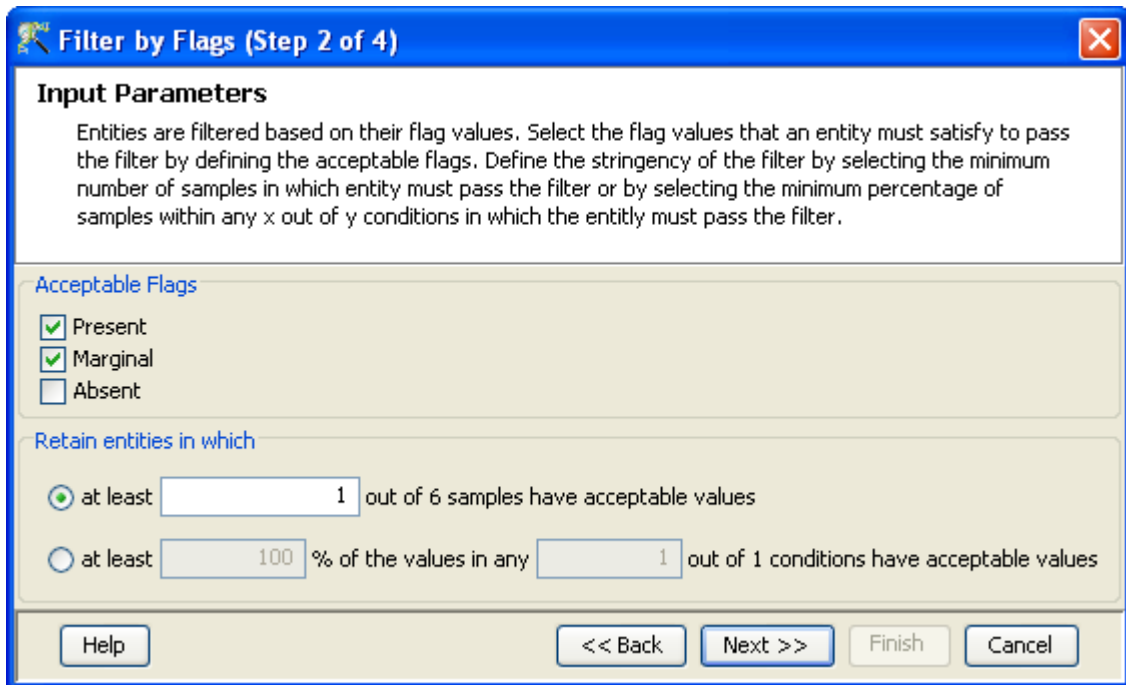 Filter by Flags (Step 2 of 4)
Input Parameters
Entities are filtered based on their flag values. Select the flag values that an entity must satisfy to pass
the filter by defining the acceptable flags. Define the stringency of the filter by selecting the minimum
number of samples in which entity must pass the filter or by selecting the minimum percentage of
samples within any x out of y conditions in which the entitly must pass the filter.
Acceptable Flags
Present
Marginal
Absent
Retain entities in which
at least 1 out of 6 samples have acceptable values
at least 100 % of the values in any 1 out of 1 conditions have acceptable values
Help << Back Next >> Finish Cancel